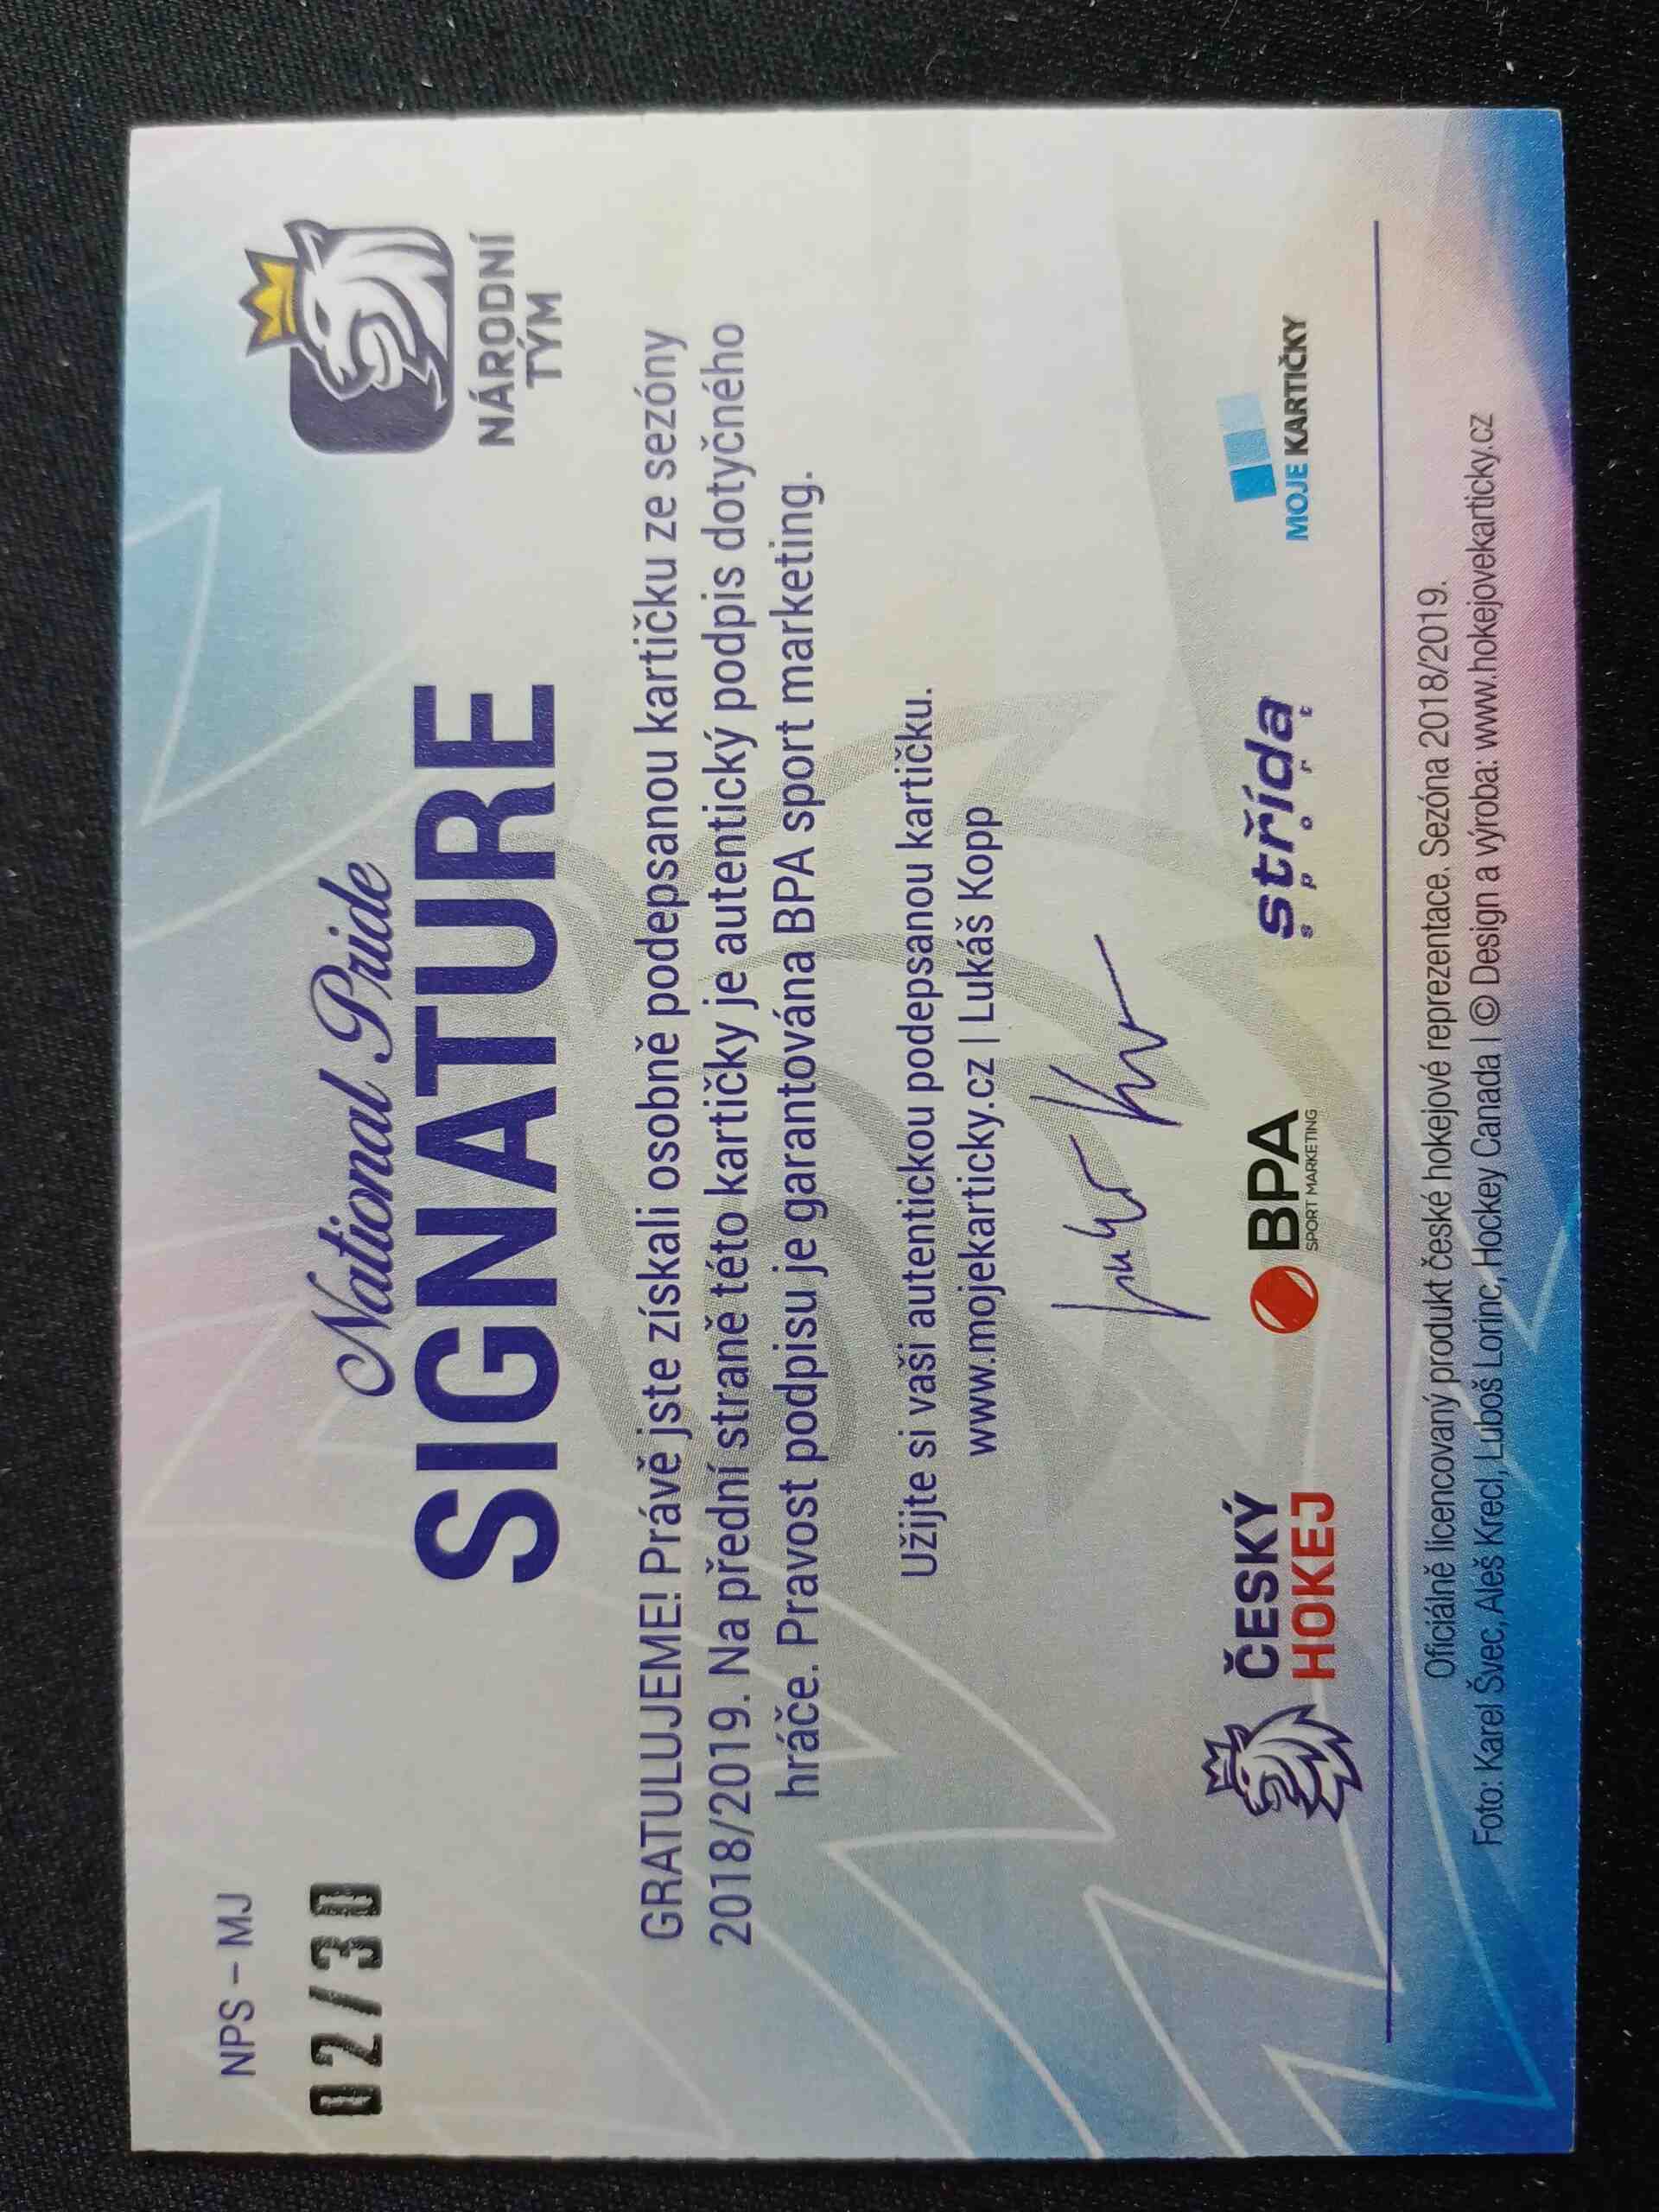 NPS – MJ
02/30
National Pride
SIGNATURE
NÁRODNÍ
TÝM
GRATULUJEME! Právě jste získali osobně podepsanou kartičku ze sezóny
2018/2019. Na přední straně této kartičky je autentický podpis dotyčného
hráče. Pravost podpisu je garantována BPA sport marketing.
Užijte si vaši autentickou podepsanou kartičku.
www.mojekarticky.cz | Lukáš Kopp
ČESKÝ
HOKEJ
BPA
SPORT MARKETING
střída
sport
MOJE KARTIČKY
Oficiálně licencovaný produkt české hokejové reprezentace. Sezóna 2018/2019.
Foto: Karel Švec, Aleš Krecl, Luboš Lorinc, Hockey Canada | © Design a výroba: www.hokejovekarticky.cz